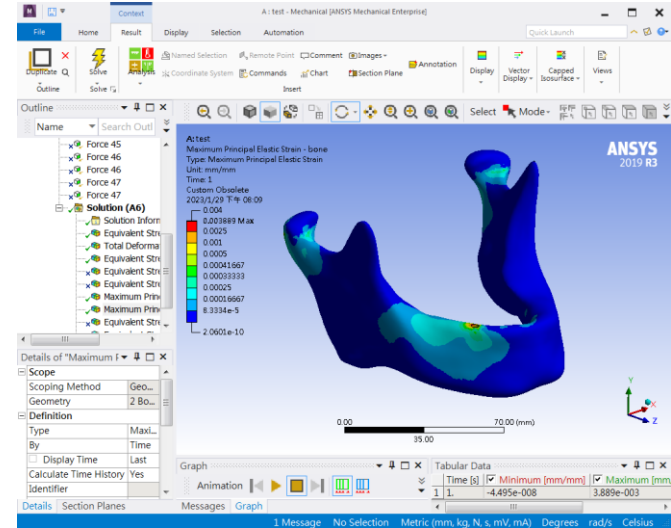 Context
A : test - Mechanical [ANSYS Mechanical Enterprise]
File Home Result Display Selection Automation
Quick Launch
Duplicate
Solve
Analysis
Named Selection Remote Point Comment Images
Coordinate System Commands Chart Section Plane
Annotation
Display
Vector Display
Capped Isosurface
Views
Outline Solve Insert
Outline
Name Search Outl
Select Mode
Force 45
Force 46
Force 46
Force 47
Force 47
Solution (A6)
Solution Inform
Equivalent Stre
Total Deforma
Equivalent Stre
Equivalent Stre
Maximum Princ
Maximum Princ
Equivalent Stre
A: test
Maximum Principal Elastic Strain - bone
Type: Maximum Principal Elastic Strain
Unit: mm/mm
Time: 1
Custom Obsolete
2023/1/29 下午 08:09
0.004
0.003889 Max
0.0025
0.001
0.0005
0.00041667
0.00033333
0.00025
0.00016667
8.3334e-5
2.0601e-10
ANSYS
2019 R3
0.00 70.00 (mm)
35.00
Y
X
Z
Details of "Maximum P
Scope
Scoping Method Geo...
Geometry 2 Bo...
Definition
Type Maxi...
By Time
Display Time Last
Calculate Time History Yes
Identifier
Details Section Planes
Graph
Animation
Messages Graph
Tabular Data
Time [s] Minimum [mm/mm] Maximum [mm/
1 1. -4.495e-008 3.889e-003
1 Message No Selection Metric (mm, kg, N, s, mV, mA) Degrees rad/s Celsius